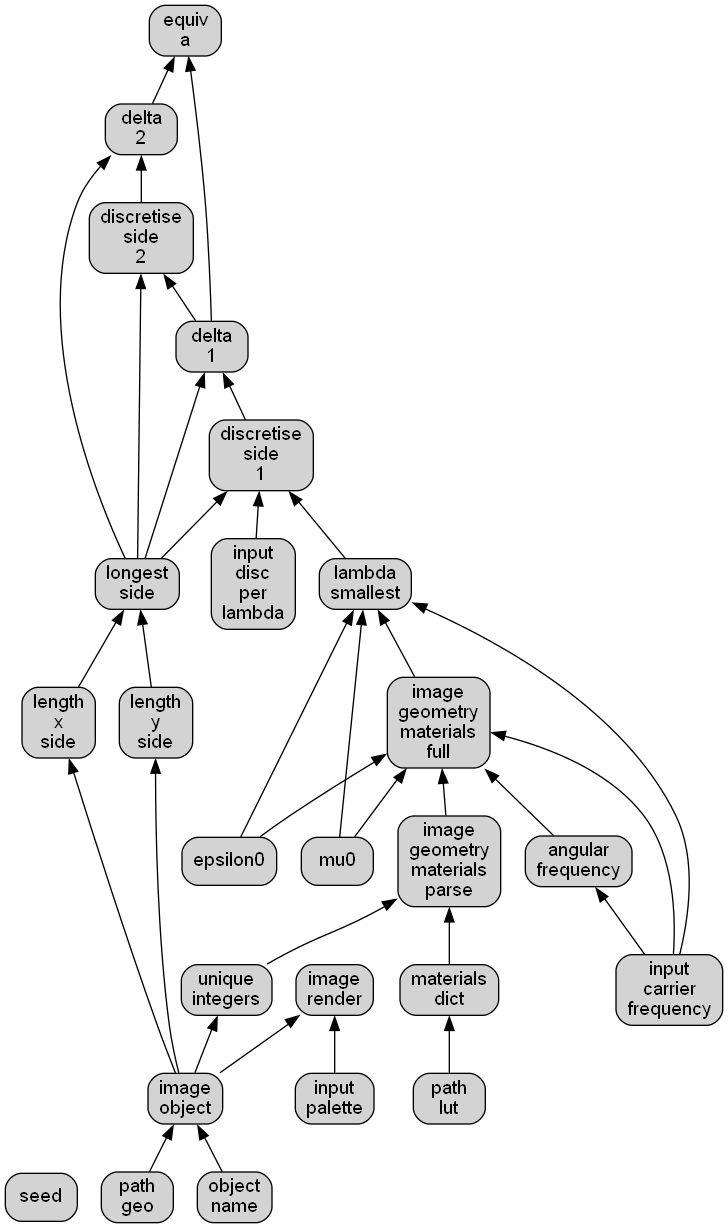 equiv
a
delta
2
discretise
side
2
delta
1
discretise
side
1
longest
side
input
disc
per
lambda
lambda
smallest
length
x
side
length
y
side
image
geometry
materials
full
epsilon0
mu0
image
geometry
materials
parse
angular
frequency
unique
integers
image
render
materials
dict
input
carrier
frequency
image
object
input
palette
path
lut
seed
path
geo
object
name